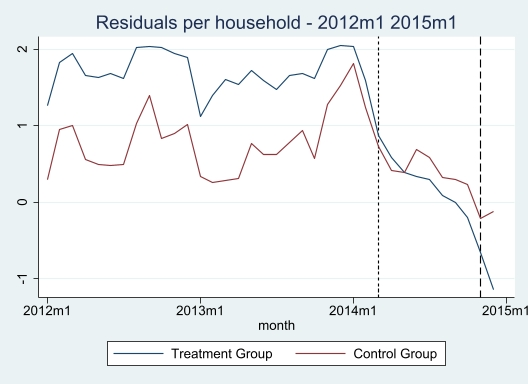 Residuals per household - 2012m1 2015m1
2
1
0
-1
2012m1 2013m1 2014m1 2015m1
month
Treatment Group Control Group